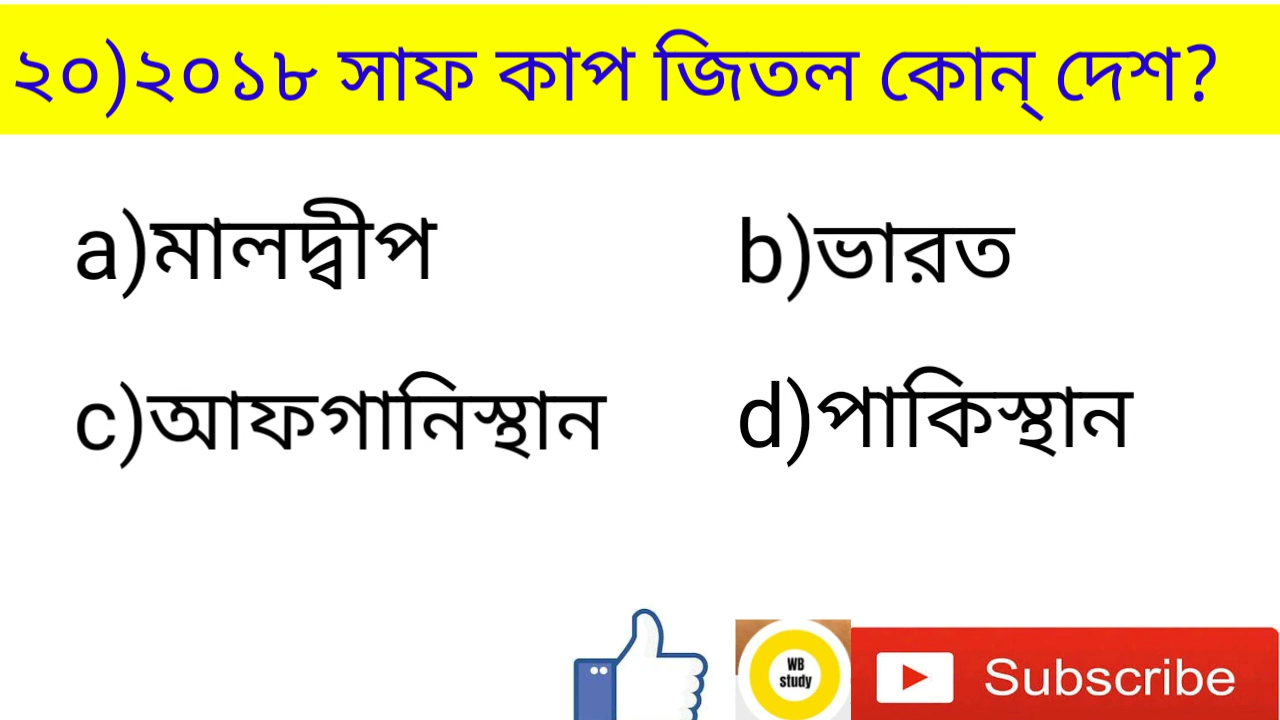 ২০)২০১৮ সাফ কাপ জিতল কোন্ দেশ?
a)মালদ্বীপ b)ভারত
c)আফগানিস্থান d)পাকিস্থান
WB
study
Subscribe